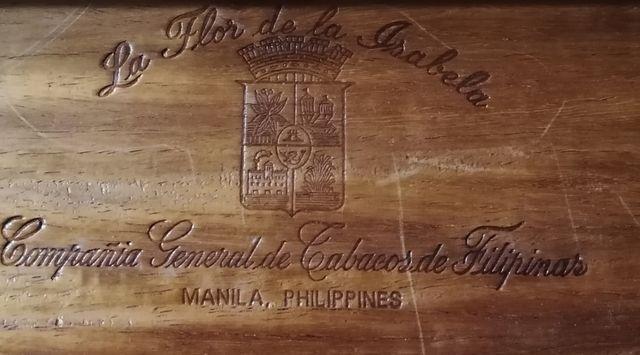 La Flor de la Isabela
Compañia General de Tabacos de Filipinas
MANILA, PHILIPPINES